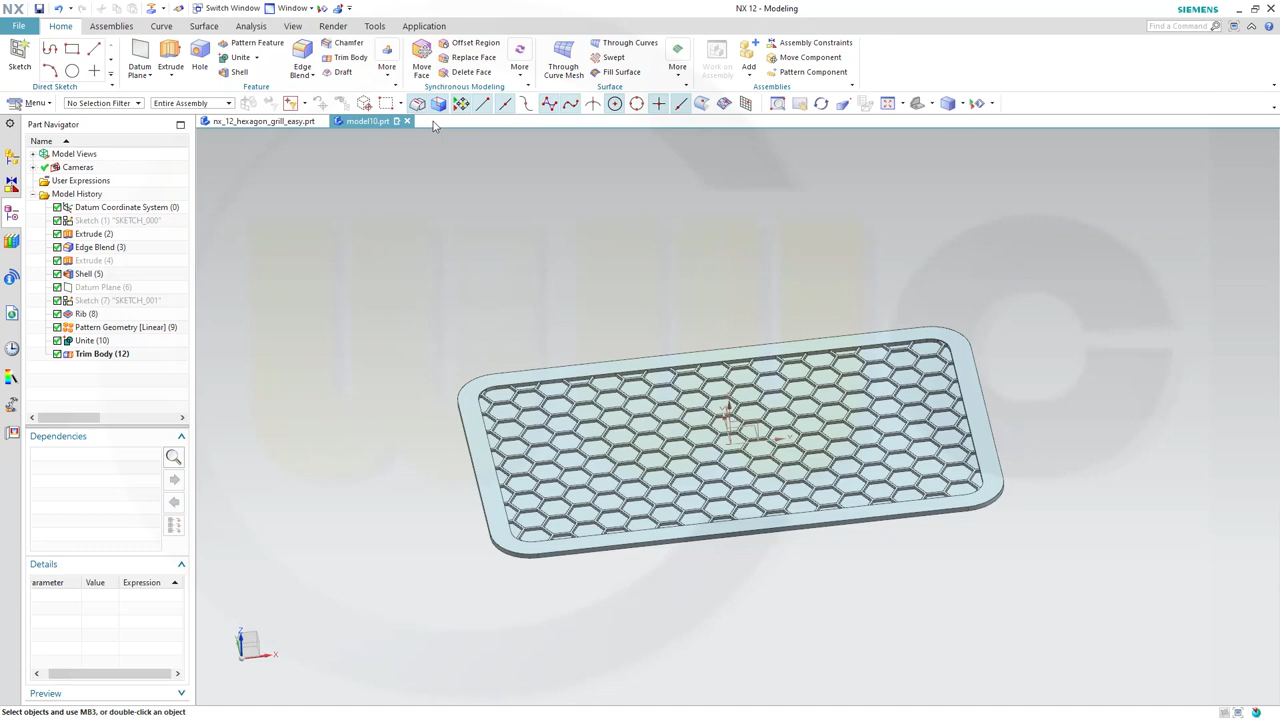 NX
Switch Window
Window
NX 12 - Modeling
SIEMENS
File
Home
Assemblies
Curve
Surface
Analysis
View
Render
Tools
Application
Find a Command
Sketch
Direct Sketch
Datum Plane
Extrude
Hole
Pattern Feature
Unite
Shell
Edge Blend
Chamfer
Trim Body
Draft
More
Feature
Move Face
Offset Region
Replace Face
Delete Face
More
Synchronous Modeling
Through Curve Mesh
Through Curves
Swept
Fill Surface
More
Surface
Work on Assembly
Add
Assembly Constraints
Move Component
Pattern Component
Assemblies
Menu
No Selection Filter
Entire Assembly
Part Navigator
nx_12_hexagon_grill_easy.prt
model10.prt
Name
Model Views
Cameras
User Expressions
Model History
Datum Coordinate System (0)
Sketch (1) "SKETCH_000"
Extrude (2)
Edge Blend (3)
Extrude (4)
Shell (5)
Datum Plane (6)
Sketch (7) "SKETCH_001"
Rib (8)
Pattern Geometry [Linear] (9)
Unite (10)
Trim Body (12)
Dependencies
Details
arameter
Value
Expression
Preview
Z
X
Select objects and use MB3, or double-click an object